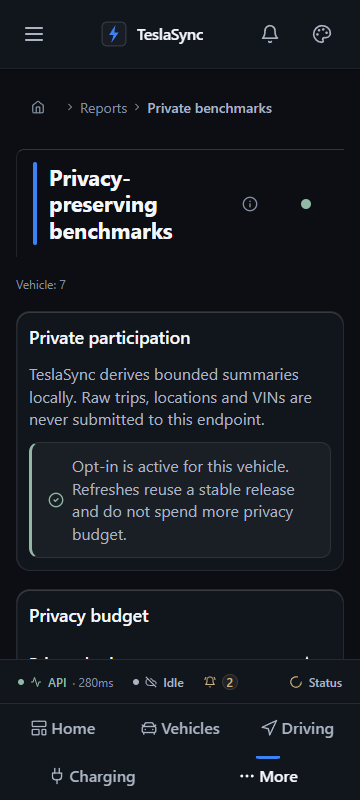 TeslaSync
Reports
Private benchmarks
Privacy-
preserving
benchmarks
Vehicle: 7
Private participation
TeslaSync derives bounded summaries
locally. Raw trips, locations and VINs are
never submitted to this endpoint.
Opt-in is active for this vehicle.
Refreshes reuse a stable release
and do not spend more privacy
budget.
Privacy budget
API · 280ms
Idle
2
Status
Home
Vehicles
Driving
Charging
More